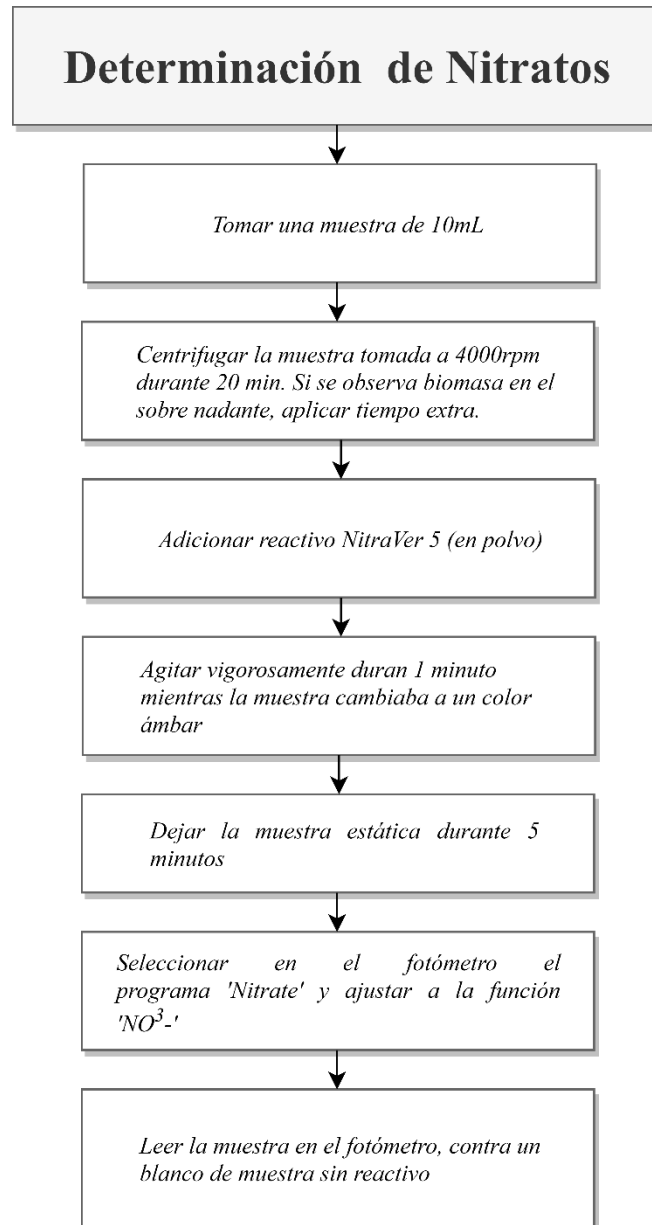 Determinación de Nitratos
Tomar una muestra de 10mL
Centrifugar la muestra tomada a 4000rpm
durante 20 min. Si se observa biomasa en el
sobre nadante, aplicar tiempo extra.
Adicionar reactivo NitraVer 5 (en polvo)
Agitar vigorosamente duran 1 minuto
mientras la muestra cambiaba a un color
ámbar
Dejar la muestra estática durante 5
minutos
Seleccionar en el fotómetro el
programa 'Nitrate' y ajustar a la función
'NO³-'
Leer la muestra en el fotómetro, contra un
blanco de muestra sin reactivo